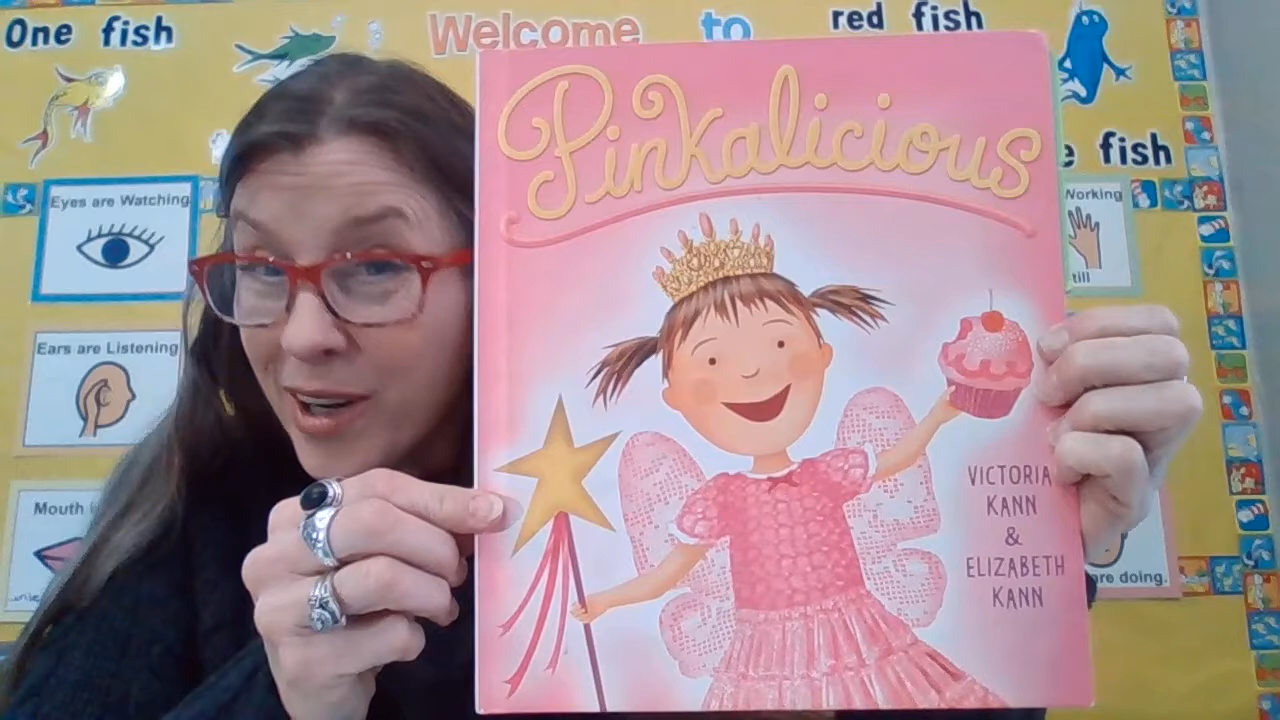 One fish
Welcome to
red fish
fish
Eyes are Watching
Ears are Listening
Mouth
Working
are doing.
Pinkalicious
VICTORIA
KANN
&
ELIZABETH
KANN